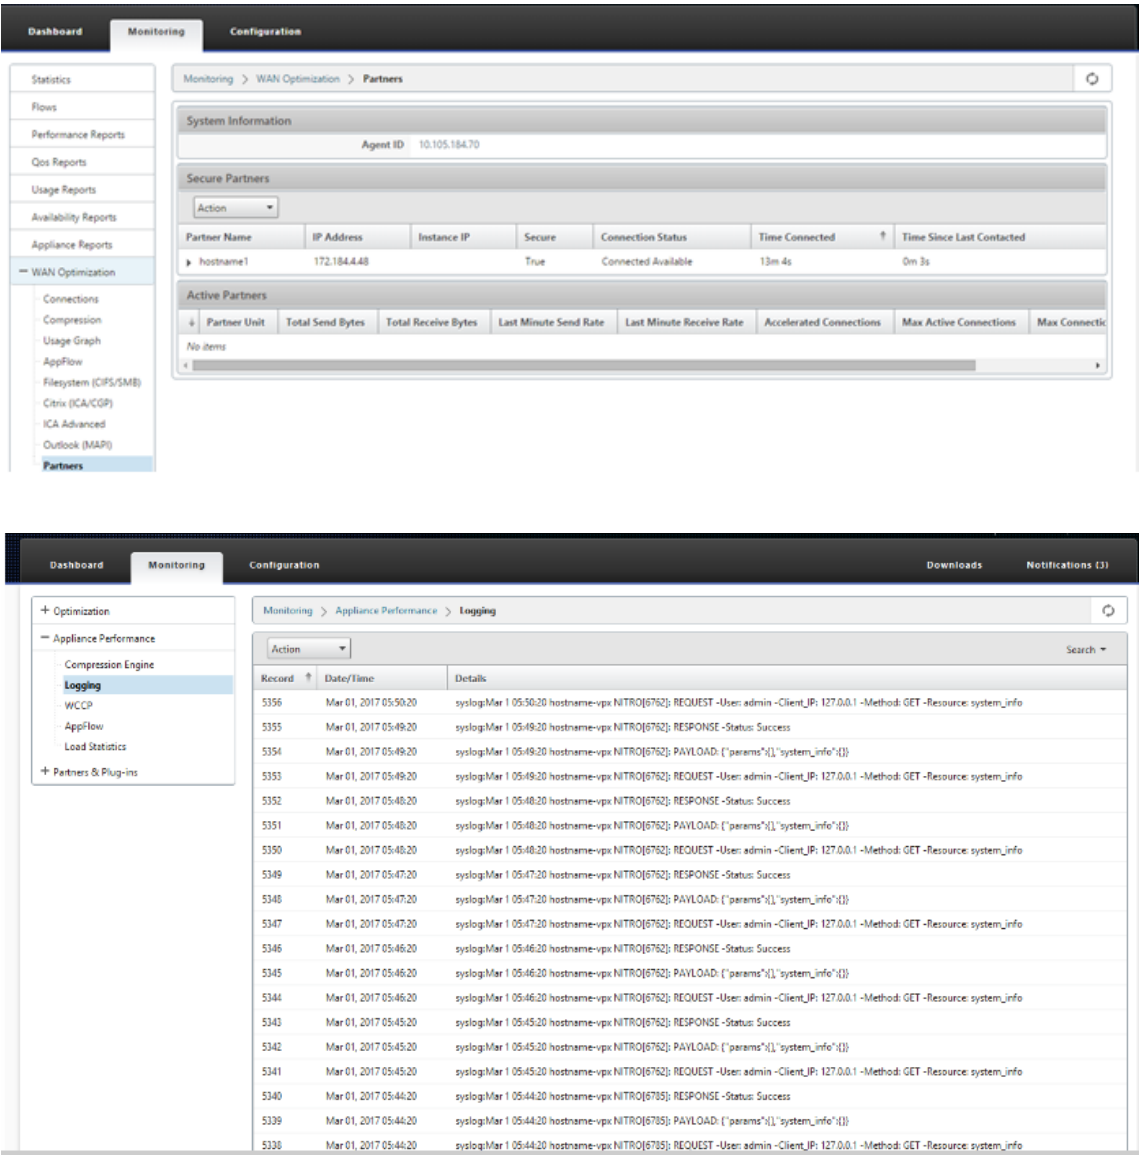 Dashboard Monitoring Configuration
Statistics
Flows
Performance Reports
Qos Reports
Usage Reports
Availability Reports
Appliance Reports
WAN Optimization
Connections
Compression
Usage Graph
AppFlow
Filesystem (CIFS/SMB)
Citrix (ICA/CGP)
ICA Advanced
Outlook (MAPI)
Partners
Monitoring > WAN Optimization > Partners
System Information
Agent ID 10.105.184.70
Secure Partners
Action
Partner Name IP Address Instance IP Secure Connection Status Time Connected Time Since Last Contacted
hostname1 172.184.4.48 True Connected Available 13m 4s 0m 3s
Active Partners
Partner Unit Total Send Bytes Total Receive Bytes Last Minute Send Rate Last Minute Receive Rate Accelerated Connections Max Active Connections Max Connectic
No items
Dashboard Monitoring Configuration Downloads Notifications (3)
Optimization
Appliance Performance
Compression Engine
Logging
WCCP
AppFlow
Load Statistics
Partners & Plug-ins
Monitoring > Appliance Performance > Logging
Action Search
Record Date/Time Details
5356 Mar 01, 2017 05:50:20 syslog:Mar 1 05:50:20 hostname-vpx NITRO[6762]: REQUEST -User: admin -Client_IP: 127.0.0.1 -Method: GET -Resource: system_info
5355 Mar 01, 2017 05:49:20 syslog:Mar 1 05:49:20 hostname-vpx NITRO[6762]: RESPONSE -Status: Success
5354 Mar 01, 2017 05:49:20 syslog:Mar 1 05:49:20 hostname-vpx NITRO[6762]: PAYLOAD: {"params":{},"system_info":{}}
5353 Mar 01, 2017 05:49:20 syslog:Mar 1 05:49:20 hostname-vpx NITRO[6762]: REQUEST -User: admin -Client_IP: 127.0.0.1 -Method: GET -Resource: system_info
5352 Mar 01, 2017 05:48:20 syslog:Mar 1 05:48:20 hostname-vpx NITRO[6762]: RESPONSE -Status: Success
5351 Mar 01, 2017 05:48:20 syslog:Mar 1 05:48:20 hostname-vpx NITRO[6762]: PAYLOAD: {"params":{},"system_info":{}}
5350 Mar 01, 2017 05:48:20 syslog:Mar 1 05:48:20 hostname-vpx NITRO[6762]: REQUEST -User: admin -Client_IP: 127.0.0.1 -Method: GET -Resource: system_info
5349 Mar 01, 2017 05:47:20 syslog:Mar 1 05:47:20 hostname-vpx NITRO[6762]: RESPONSE -Status: Success
5348 Mar 01, 2017 05:47:20 syslog:Mar 1 05:47:20 hostname-vpx NITRO[6762]: PAYLOAD: {"params":{},"system_info":{}}
5347 Mar 01, 2017 05:47:20 syslog:Mar 1 05:47:20 hostname-vpx NITRO[6762]: REQUEST -User: admin -Client_IP: 127.0.0.1 -Method: GET -Resource: system_info
5346 Mar 01, 2017 05:46:20 syslog:Mar 1 05:46:20 hostname-vpx NITRO[6762]: RESPONSE -Status: Success
5345 Mar 01, 2017 05:46:20 syslog:Mar 1 05:46:20 hostname-vpx NITRO[6762]: PAYLOAD: {"params":{},"system_info":{}}
5344 Mar 01, 2017 05:46:20 syslog:Mar 1 05:46:20 hostname-vpx NITRO[6762]: REQUEST -User: admin -Client_IP: 127.0.0.1 -Method: GET -Resource: system_info
5343 Mar 01, 2017 05:45:20 syslog:Mar 1 05:45:20 hostname-vpx NITRO[6762]: RESPONSE -Status: Success
5342 Mar 01, 2017 05:45:20 syslog:Mar 1 05:45:20 hostname-vpx NITRO[6762]: PAYLOAD: {"params":{},"system_info":{}}
5341 Mar 01, 2017 05:45:20 syslog:Mar 1 05:45:20 hostname-vpx NITRO[6762]: REQUEST -User: admin -Client_IP: 127.0.0.1 -Method: GET -Resource: system_info
5340 Mar 01, 2017 05:44:20 syslog:Mar 1 05:44:20 hostname-vpx NITRO[6785]: RESPONSE -Status: Success
5339 Mar 01, 2017 05:44:20 syslog:Mar 1 05:44:20 hostname-vpx NITRO[6785]: PAYLOAD: {"params":{},"system_info":{}}
5338 Mar 01, 2017 05:44:20 syslog:Mar 1 05:44:20 hostname-vpx NITRO[6785]: REQUEST -User: admin -Client_IP: 127.0.0.1 -Method: GET -Resource: system_info